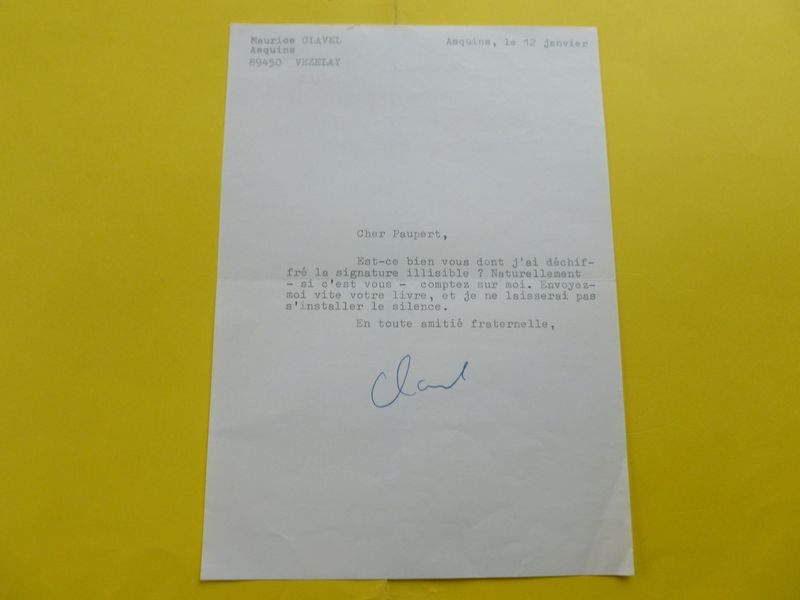 Maurice CLAVEL
Asquins, le 12 janvier
Asquins
89450 VEZELAY
Cher Paupert,
Est-ce bien vous dont j'ai déchif-
fré la signature illisible ? Naturellement
- si c'est vous - comptez sur moi. Envoyez-
moi vite votre livre, et je ne laisserai pas
s'installer le silence.
En toute amitié fraternelle,
Clavel